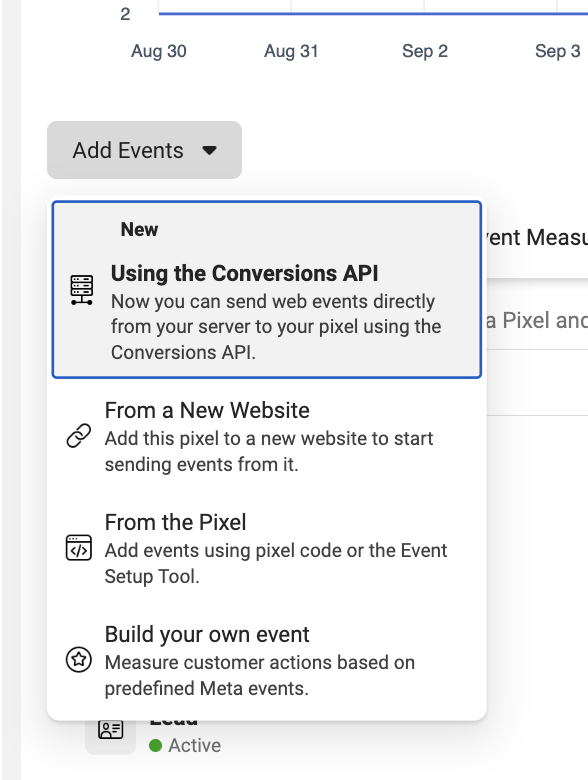 2
Aug 30 Aug 31 Sep 2 Sep 3
Add Events
New
Using the Conversions API
Now you can send web events directly
from your server to your pixel using the
Conversions API.
Measu
a Pixel
From a New Website
Add this pixel to a new website to start
sending events from it.
From the Pixel
Add events using pixel code or the Event
Setup Tool.
Build your own event
Measure customer actions based on
predefined Meta events.
Lead
Active